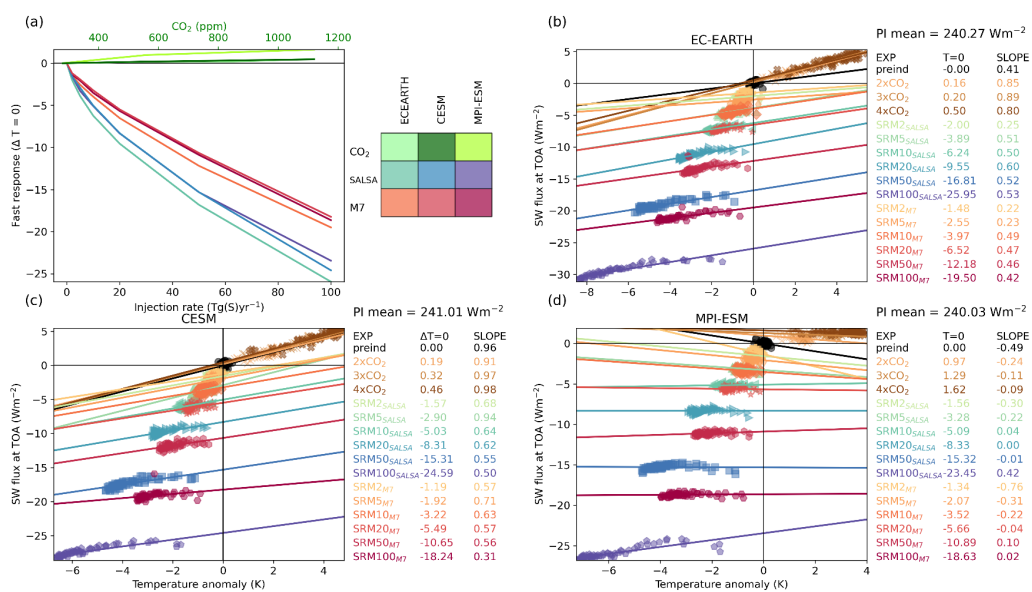 (a)
CO₂ (ppm)
400 600 800 1000 1200
Fast response (Δ T = 0)
0
−5
−10
−15
−20
−25
0 20 40 60 80 100
Injection rate (Tg(S)yr⁻¹)
ECEARTH
CESM
MPI-ESM
CO₂
SALSA
M7
(b)
EC-EARTH
PI mean = 240.27 Wm⁻²
SW flux at TOA (Wm⁻²)
5
0
−5
−10
−15
−20
−25
−30
−8 −6 −4 −2 0 2 4
EXP T=0 SLOPE
preind -0.00 0.41
2xCO₂ 0.16 0.85
3xCO₂ 0.20 0.89
4xCO₂ 0.50 0.80
SRM2SALSA -2.00 0.25
SRM5SALSA -3.89 0.51
SRM10SALSA -6.24 0.50
SRM20SALSA -9.55 0.60
SRM50SALSA -16.81 0.52
SRM100SALSA -25.95 0.53
SRM2M7 -1.48 0.22
SRM5M7 -2.55 0.23
SRM10M7 -3.97 0.49
SRM20M7 -6.52 0.47
SRM50M7 -12.18 0.46
SRM100M7 -19.50 0.42
(c)
CESM
PI mean = 241.01 Wm⁻²
SW flux at TOA (Wm⁻²)
5
0
−5
−10
−15
−20
−25
−6 −4 −2 0 2 4
Temperature anomaly (K)
EXP ΔT=0 SLOPE
preind 0.00 0.96
2xCO₂ 0.19 0.91
3xCO₂ 0.32 0.97
4xCO₂ 0.46 0.98
SRM2SALSA -1.57 0.68
SRM5SALSA -2.90 0.94
SRM10SALSA -5.03 0.64
SRM20SALSA -8.31 0.62
SRM50SALSA -15.31 0.55
SRM100SALSA -24.59 0.50
SRM2M7 -1.19 0.57
SRM5M7 -1.92 0.71
SRM10M7 -3.22 0.63
SRM20M7 -5.49 0.57
SRM50M7 -10.65 0.56
SRM100M7 -18.24 0.31
(d)
MPI-ESM
PI mean = 240.03 Wm⁻²
SW flux at TOA (Wm⁻²)
0
−5
−10
−15
−20
−25
−6 −4 −2 0 2 4
Temperature anomaly (K)
EXP T=0 SLOPE
preind 0.00 -0.49
2xCO₂ 0.97 -0.24
3xCO₂ 1.29 -0.11
4xCO₂ 1.62 -0.09
SRM2SALSA -1.56 -0.30
SRM5SALSA -3.28 -0.22
SRM10SALSA -5.09 0.04
SRM20SALSA -8.33 0.00
SRM50SALSA -15.32 -0.01
SRM100SALSA -23.45 0.42
SRM2M7 -1.34 -0.76
SRM5M7 -2.07 -0.31
SRM10M7 -3.52 -0.22
SRM20M7 -5.66 -0.04
SRM50M7 -10.89 0.10
SRM100M7 -18.63 0.02